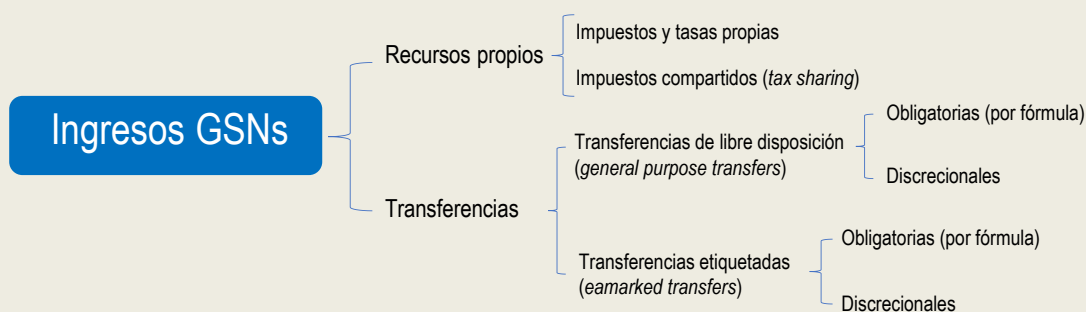 Ingresos GSNs
Recursos propios
Impuestos y tasas propias
Impuestos compartidos (tax sharing)
Transferencias
Transferencias de libre disposición
(general purpose transfers)
Obligatorias (por fórmula)
Discrecionales
Transferencias etiquetadas
(eamarked transfers)
Obligatorias (por fórmula)
Discrecionales